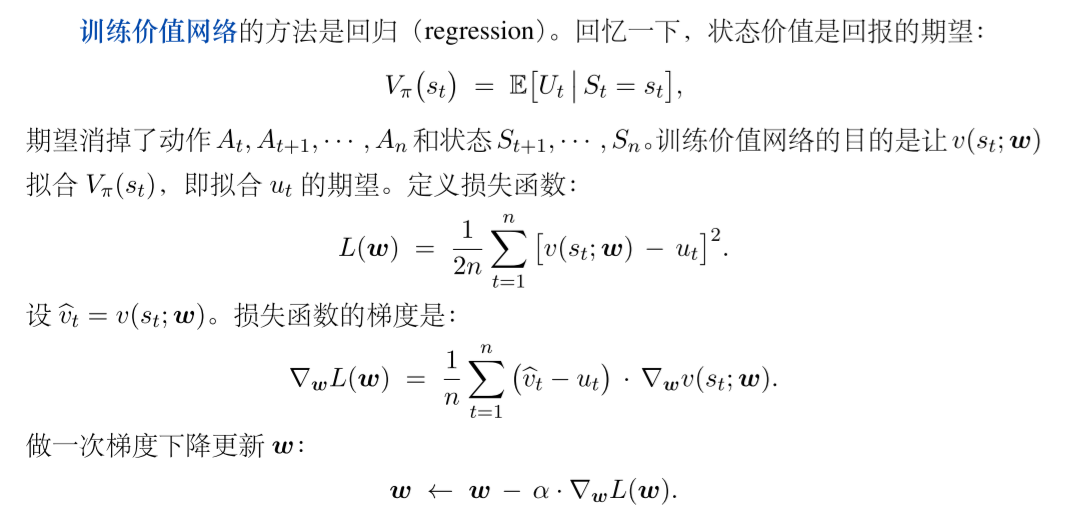 训练价值网络的方法是回归（regression）。回忆一下，状态价值是回报的期望：
$V_\pi(s_t) = \mathbb{E}[U_t \mid S_t = s_t],$
期望消掉了动作 $A_t, A_{t+1}, \cdots, A_n$ 和状态 $S_{t+1}, \cdots, S_n$。训练价值网络的目的是让 $v(s_t; \boldsymbol{w})$
拟合 $V_\pi(s_t)$，即拟合 $u_t$ 的期望。定义损失函数：
$L(\boldsymbol{w}) = \frac{1}{2n} \sum_{t=1}^{n} [v(s_t; \boldsymbol{w}) - u_t]^2.$
设 $\widehat{v}_t = v(s_t; \boldsymbol{w})$。损失函数的梯度是：
$\nabla_{\boldsymbol{w}} L(\boldsymbol{w}) = \frac{1}{n} \sum_{t=1}^{n} (\widehat{v}_t - u_t) \cdot \nabla_{\boldsymbol{w}} v(s_t; \boldsymbol{w}).$
做一次梯度下降更新 $\boldsymbol{w}$：
$\boldsymbol{w} \leftarrow \boldsymbol{w} - \alpha \cdot \nabla_{\boldsymbol{w}} L(\boldsymbol{w}).$